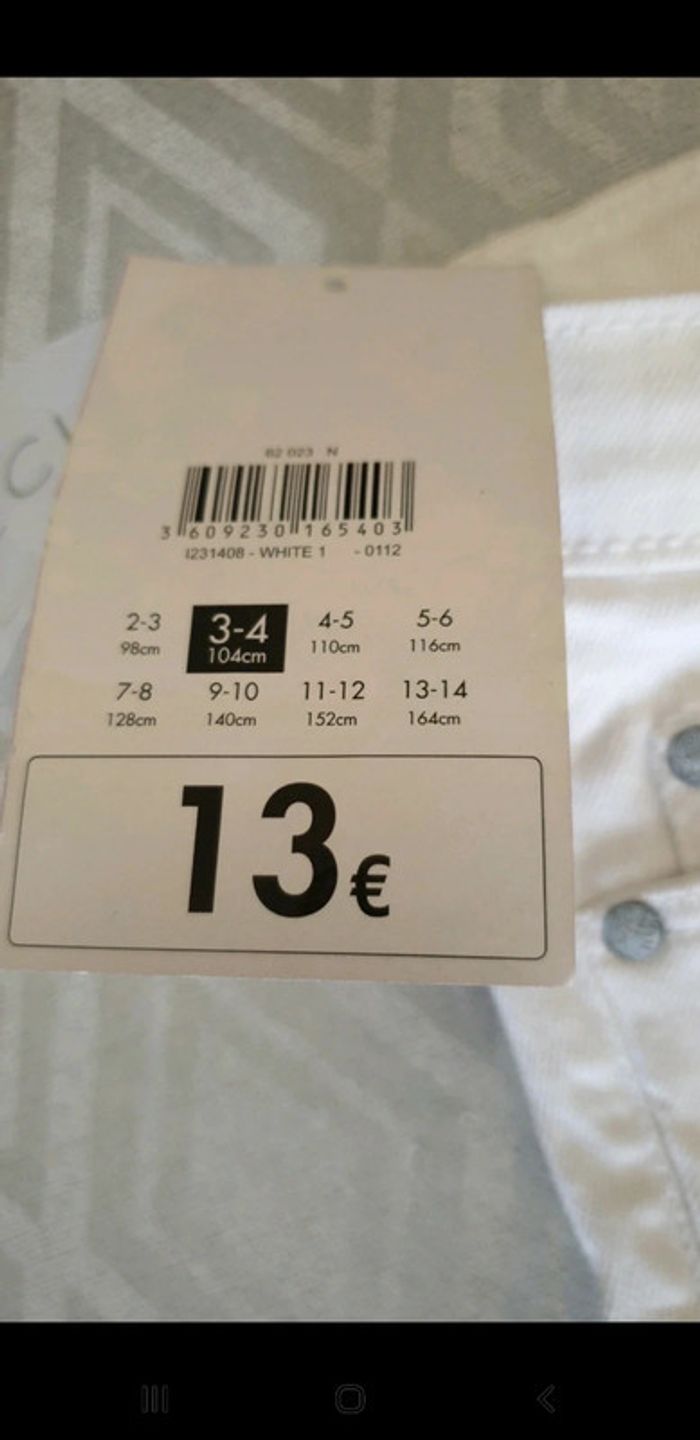 62 023 N
3 609230 165403
I231408 - WHITE 1 - 0112
2-3 3-4 4-5 5-6
98cm 104cm 110cm 116cm
7-8 9-10 11-12 13-14
128cm 140cm 152cm 164cm
13€